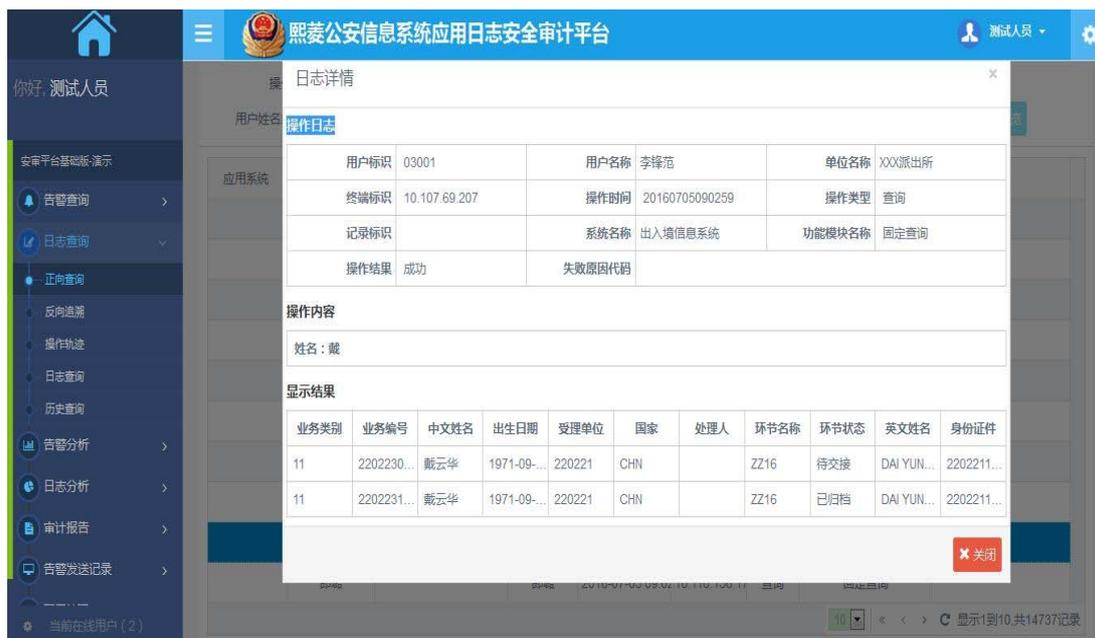 熙菱公安信息系统应用日志安全审计平台
测试人员
你好, 测试人员
安审平台基础版-演示
告警查询
日志查询
正向查询
反向追溯
操作轨迹
日志查询
历史查询
告警分析
日志分析
审计报告
告警发送记录
当前在线用户 ( 2 )
操
用户姓名
应用系统
日志详情
×
操作日志
用户标识 03001 用户名称 李锋范 单位名称 XXX派出所
终端标识 10.107.69.207 操作时间 20160705090259 操作类型 查询
记录标识 系统名称 出入境信息系统 功能模块名称 固定查询
操作结果 成功 失败原因代码
操作内容
姓名 : 戴
显示结果
业务类别 业务编号 中文姓名 出生日期 受理单位 国家 处理人 环节名称 环节状态 英文姓名 身份证件
11 2202230... 戴云华 1971-09-... 220221 CHN ZZ16 待交接 DAI YUN... 2202211...
11 2202231... 戴云华 1971-09-... 220221 CHN ZZ16 已归档 DAI YUN... 2202211...
关闭
10 显示1到10,共14737记录